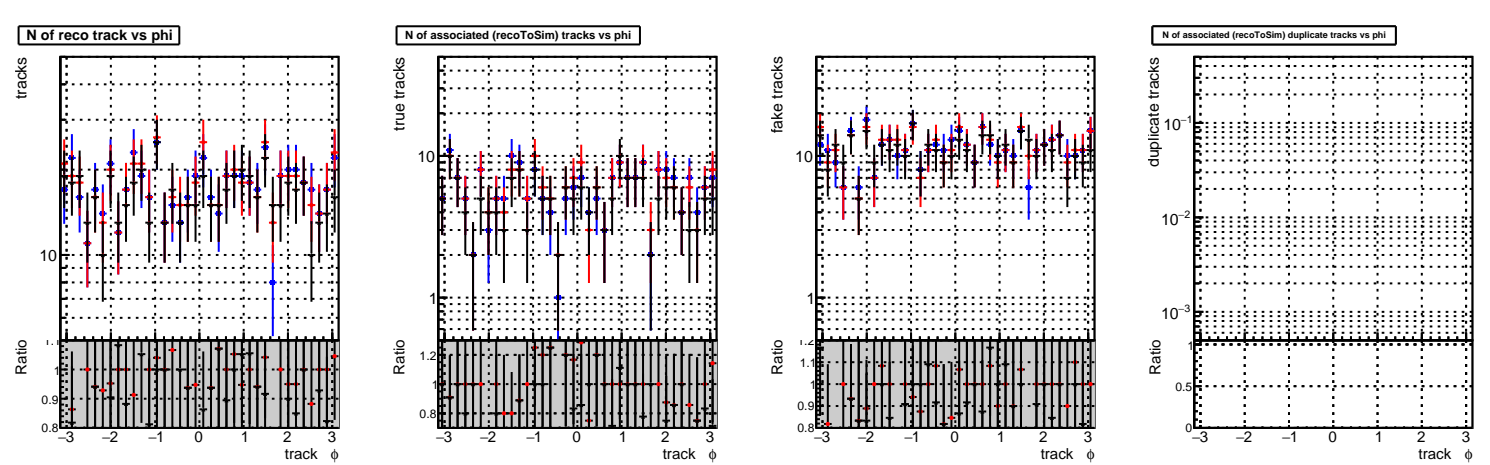 N of reco track vs phi
tracks
10
Ratio
1.1
1
0.9
0.8
−3 −2 −1 0 1 2 3
track ϕ
N of associated (recoToSim) tracks vs phi
true tracks
10
1
Ratio
1.2
1
0.8
−3 −2 −1 0 1 2 3
track ϕ
fake tracks
10
1
Ratio
1.2
1.1
1
0.9
0.8
−3 −2 −1 0 1 2 3
track ϕ
N of associated (recoToSim) duplicate tracks vs phi
duplicate tracks
10−1
10−2
10−3
Ratio
1
0.5
0
−3 −2 −1 0 1 2 3
track ϕ